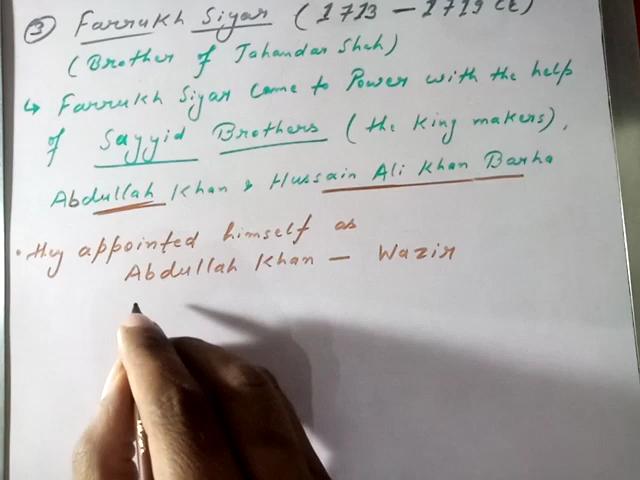 ③ Farrukh Siyar (1713 – 1719 CE)
(Brother of Jahandar Shah)
↳ Farrukh Siyar came to Power with the help
of Sayyid Brothers (the King makers),
Abdullah Khan & Hussain Ali Khan Barha
• They appointed himself as
Abdullah Khan – Wazir